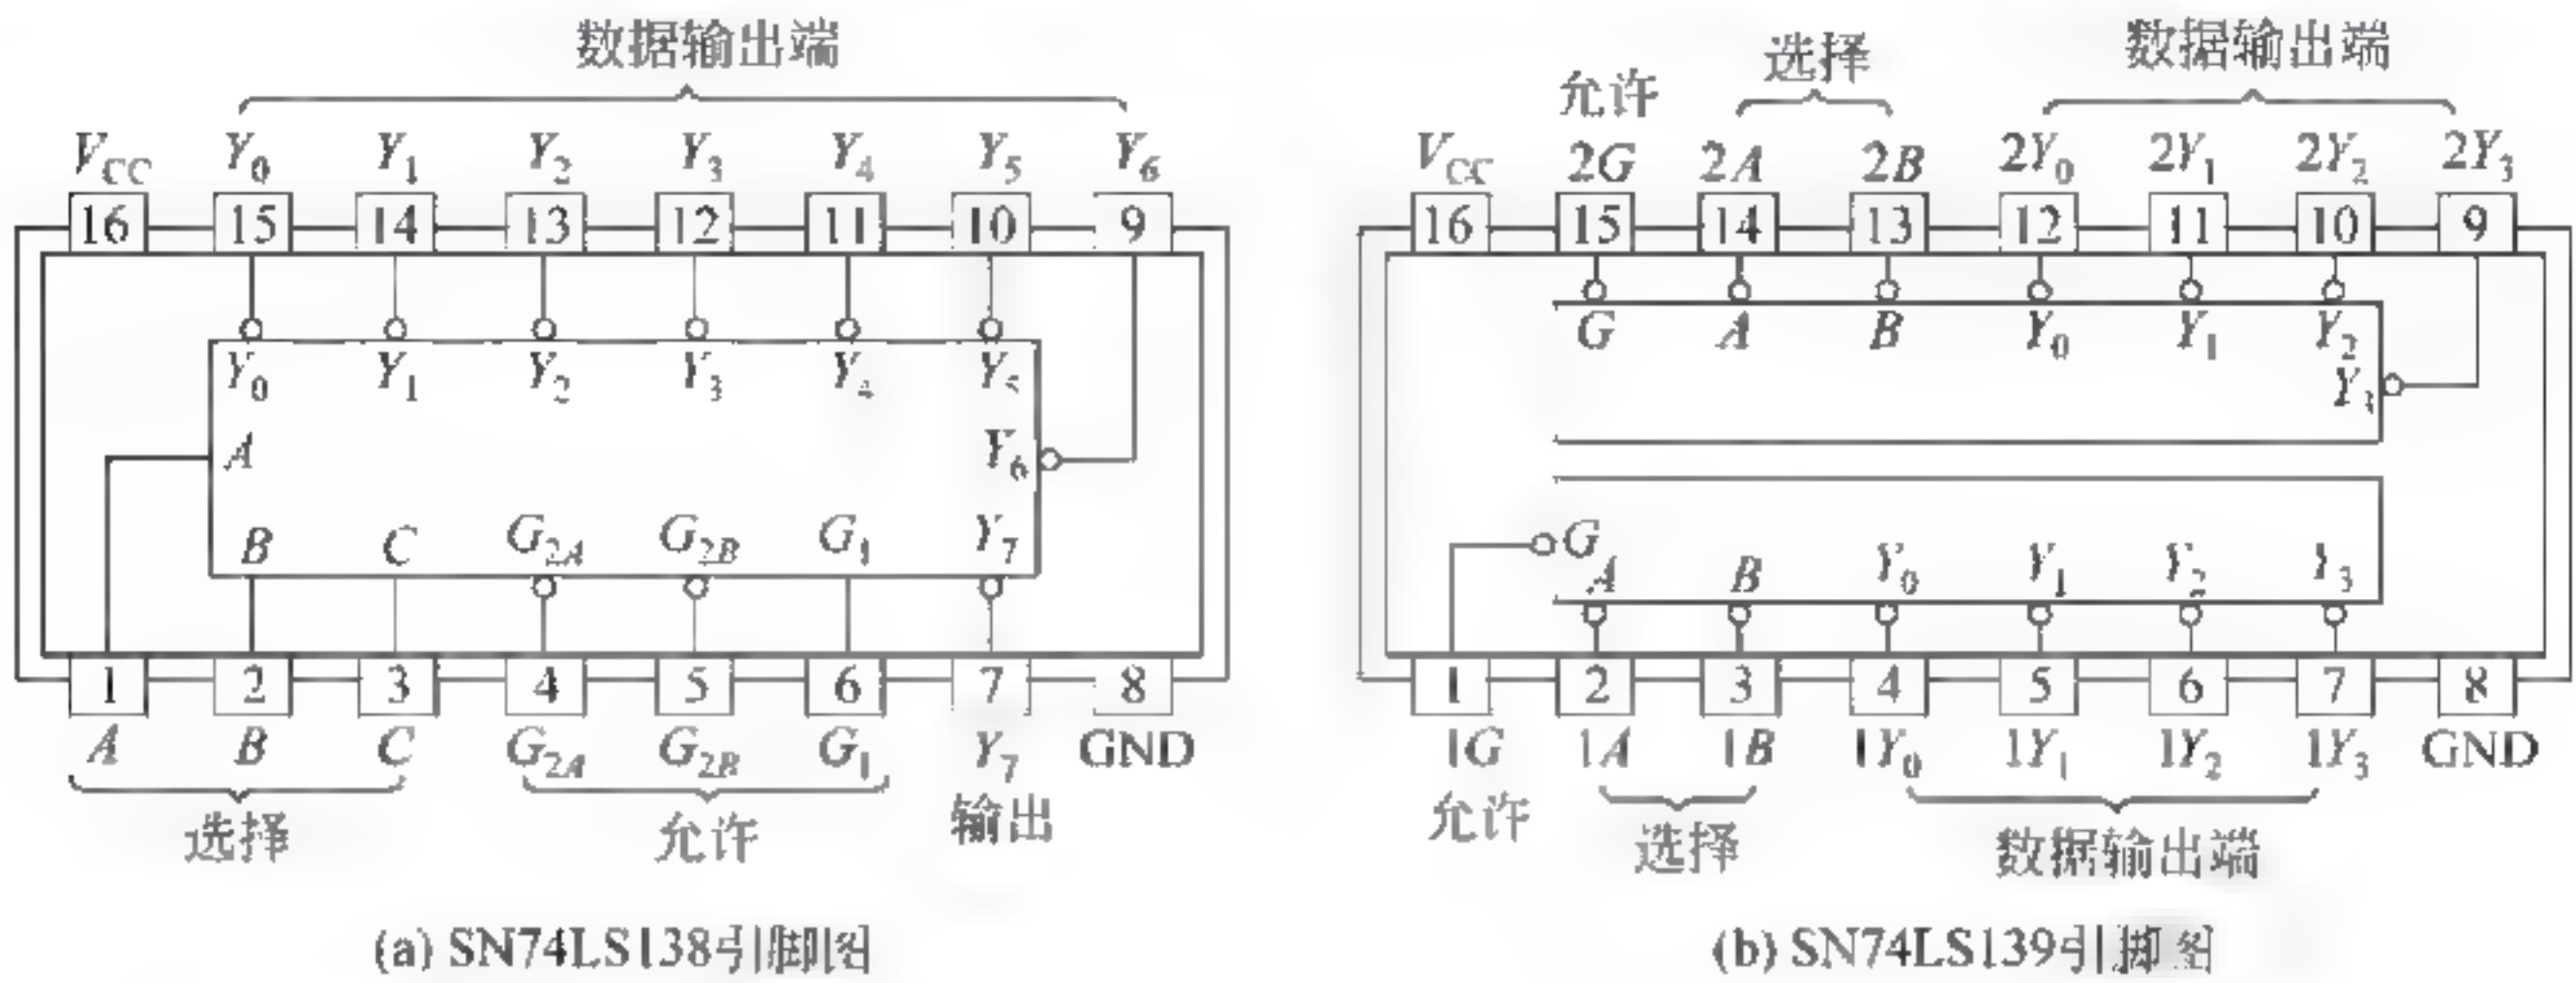 数据输出端
V_CC Y_0 Y_1 Y_2 Y_3 Y_4 Y_5 Y_6
16 15 14 13 12 11 10 9
Y_0 Y_1 Y_2 Y_3 Y_4 Y_5
A Y_6
B C G_2A G_2B G_1 Y_7
1 2 3 4 5 6 7 8
A B C G_2A G_2B G_1 Y_7 GND
选择 允许 输出
(a) SN74LS138引脚图
允许 选择 数据输出端
V_CC 2G 2A 2B 2Y_0 2Y_1 2Y_2 2Y_3
16 15 14 13 12 11 10 9
G A B Y_0 Y_1 Y_2
Y_3
G
A B Y_0 Y_1 Y_2 Y_3
1 2 3 4 5 6 7 8
1G 1A 1B 1Y_0 1Y_1 1Y_2 1Y_3 GND
允许 选择 数据输出端
(b) SN74LS139引脚图